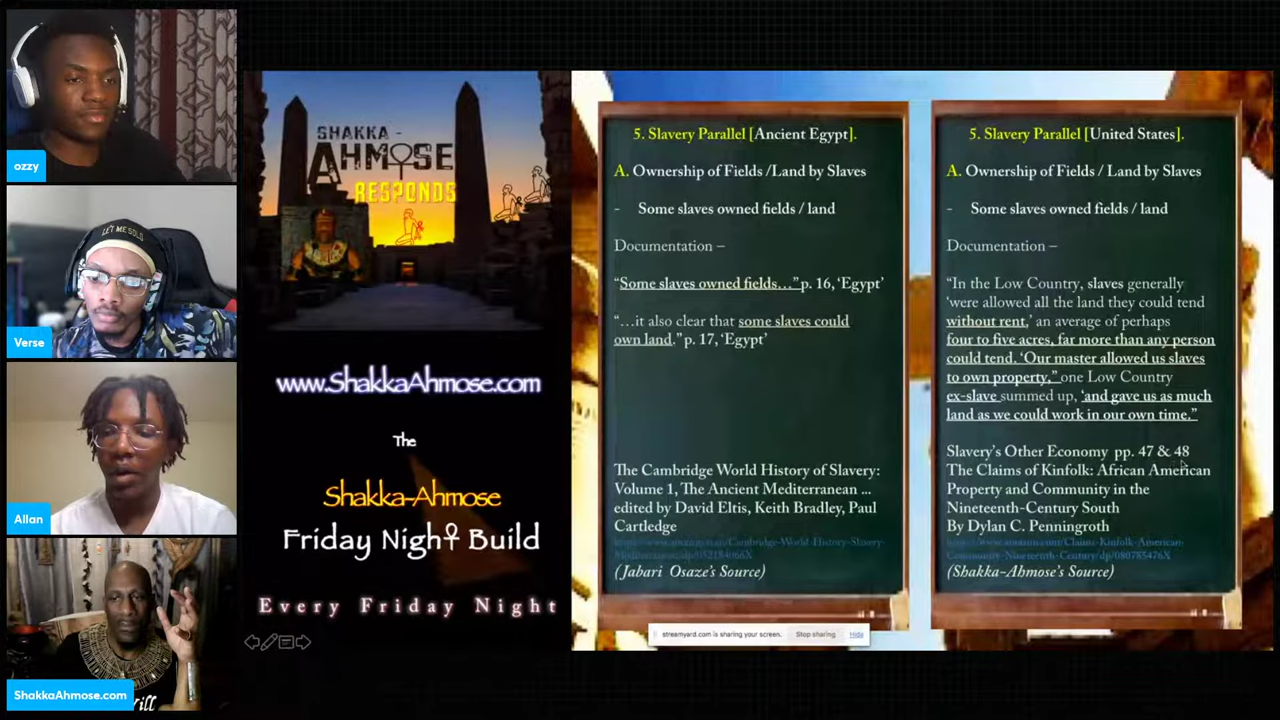 ozzy
LET ME SOLO
Verse
Allan
ShakkaAhmose.com
SHAKKA -
AHMOSE
RESPONDS
www.ShakkaAhmose.com
The
Shakka-Ahmose
Friday Night Build
Every Friday Night
5. Slavery Parallel [Ancient Egypt].
A. Ownership of Fields /Land by Slaves
- Some slaves owned fields / land
Documentation –
“Some slaves owned fields…” p. 16, ‘Egypt’
“…it also clear that some slaves could
own land.” p. 17, ‘Egypt’
The Cambridge World History of Slavery:
Volume 1, The Ancient Mediterranean ...
edited by David Eltis, Keith Bradley, Paul
Cartledge
(Jabari Osaze’s Source)
5. Slavery Parallel [United States].
A. Ownership of Fields / Land by Slaves
- Some slaves owned fields / land
Documentation –
“In the Low Country, slaves generally
‘were allowed all the land they could tend
without rent,’ an average of perhaps
four to five acres, far more than any person
could tend. ‘Our master allowed us slaves
to own property,” one Low Country
ex-slave summed up, ‘and gave us as much
land as we could work in our own time.”
Slavery’s Other Economy pp. 47 & 48
The Claims of Kinfolk: African American
Property and Community in the
Nineteenth-Century South
By Dylan C. Penningroth
(Shakka-Ahmose’s Source)
streamyard.com is sharing your screen.
Stop sharing
Hide